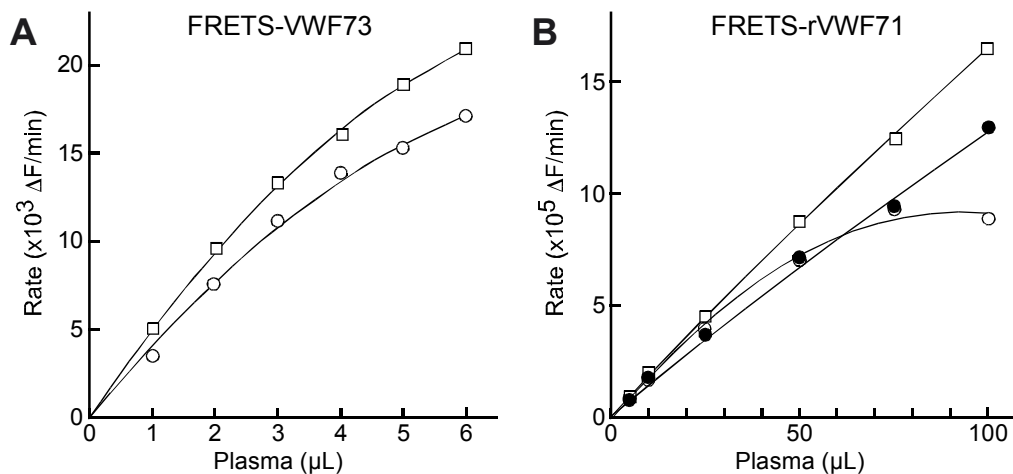 A
FRETS-VWF73
20
15
10
5
0
Rate (x10³ ΔF/min)
0
1
2
3
4
5
6
Plasma (µL)
B
FRETS-rVWF71
15
10
5
0
Rate (x10⁵ ΔF/min)
0
50
100
Plasma (µL)